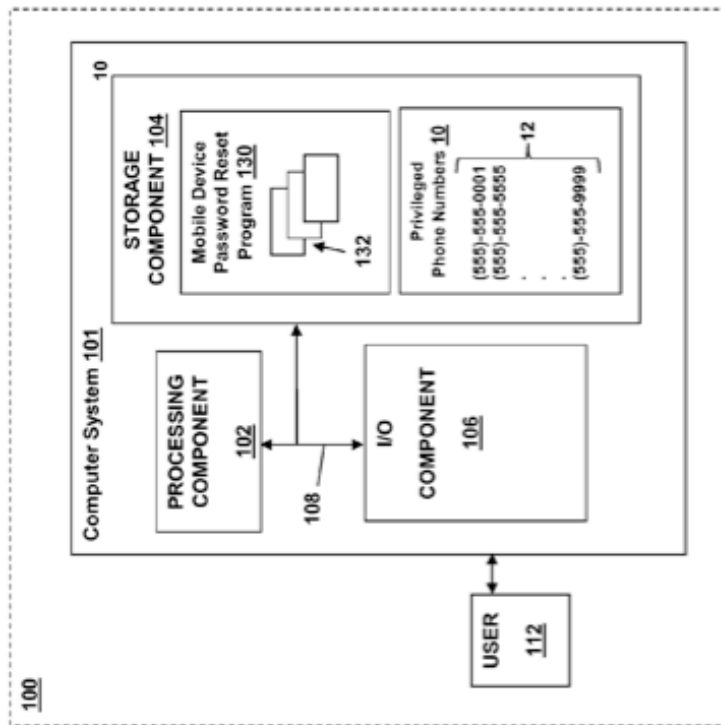 100
Computer System 101
10
PROCESSING
COMPONENT
102
108
I/O
COMPONENT
106
STORAGE
COMPONENT 104
Mobile Device
Password Reset
Program 130
132
Privileged
Phone Numbers 10
12
(555)-555-0001
(555)-555-5555
. .
. .
. .
(555)-555-9999
USER
112